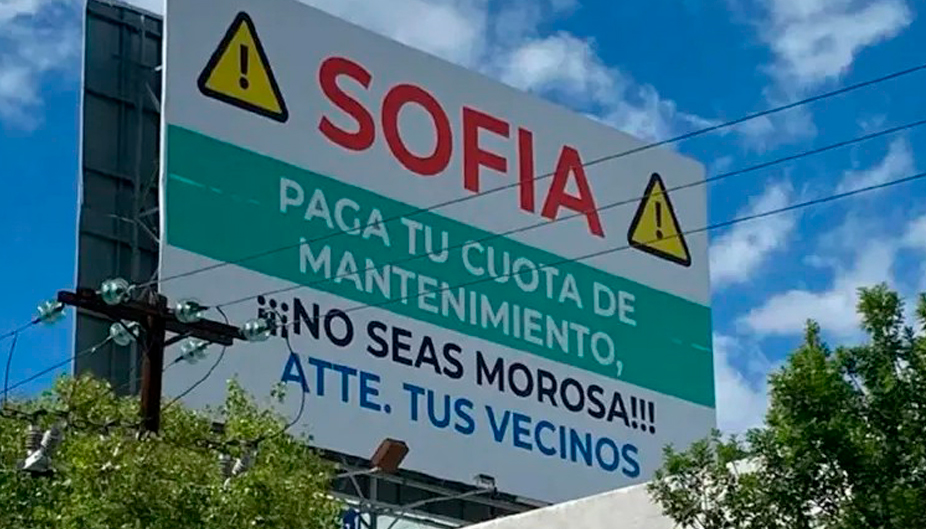 SOFIA
PAGA TU CUOTA DE
MANTENIMIENTO,
¡¡¡NO SEAS MOROSA!!!
ATTE. TUS VECINOS